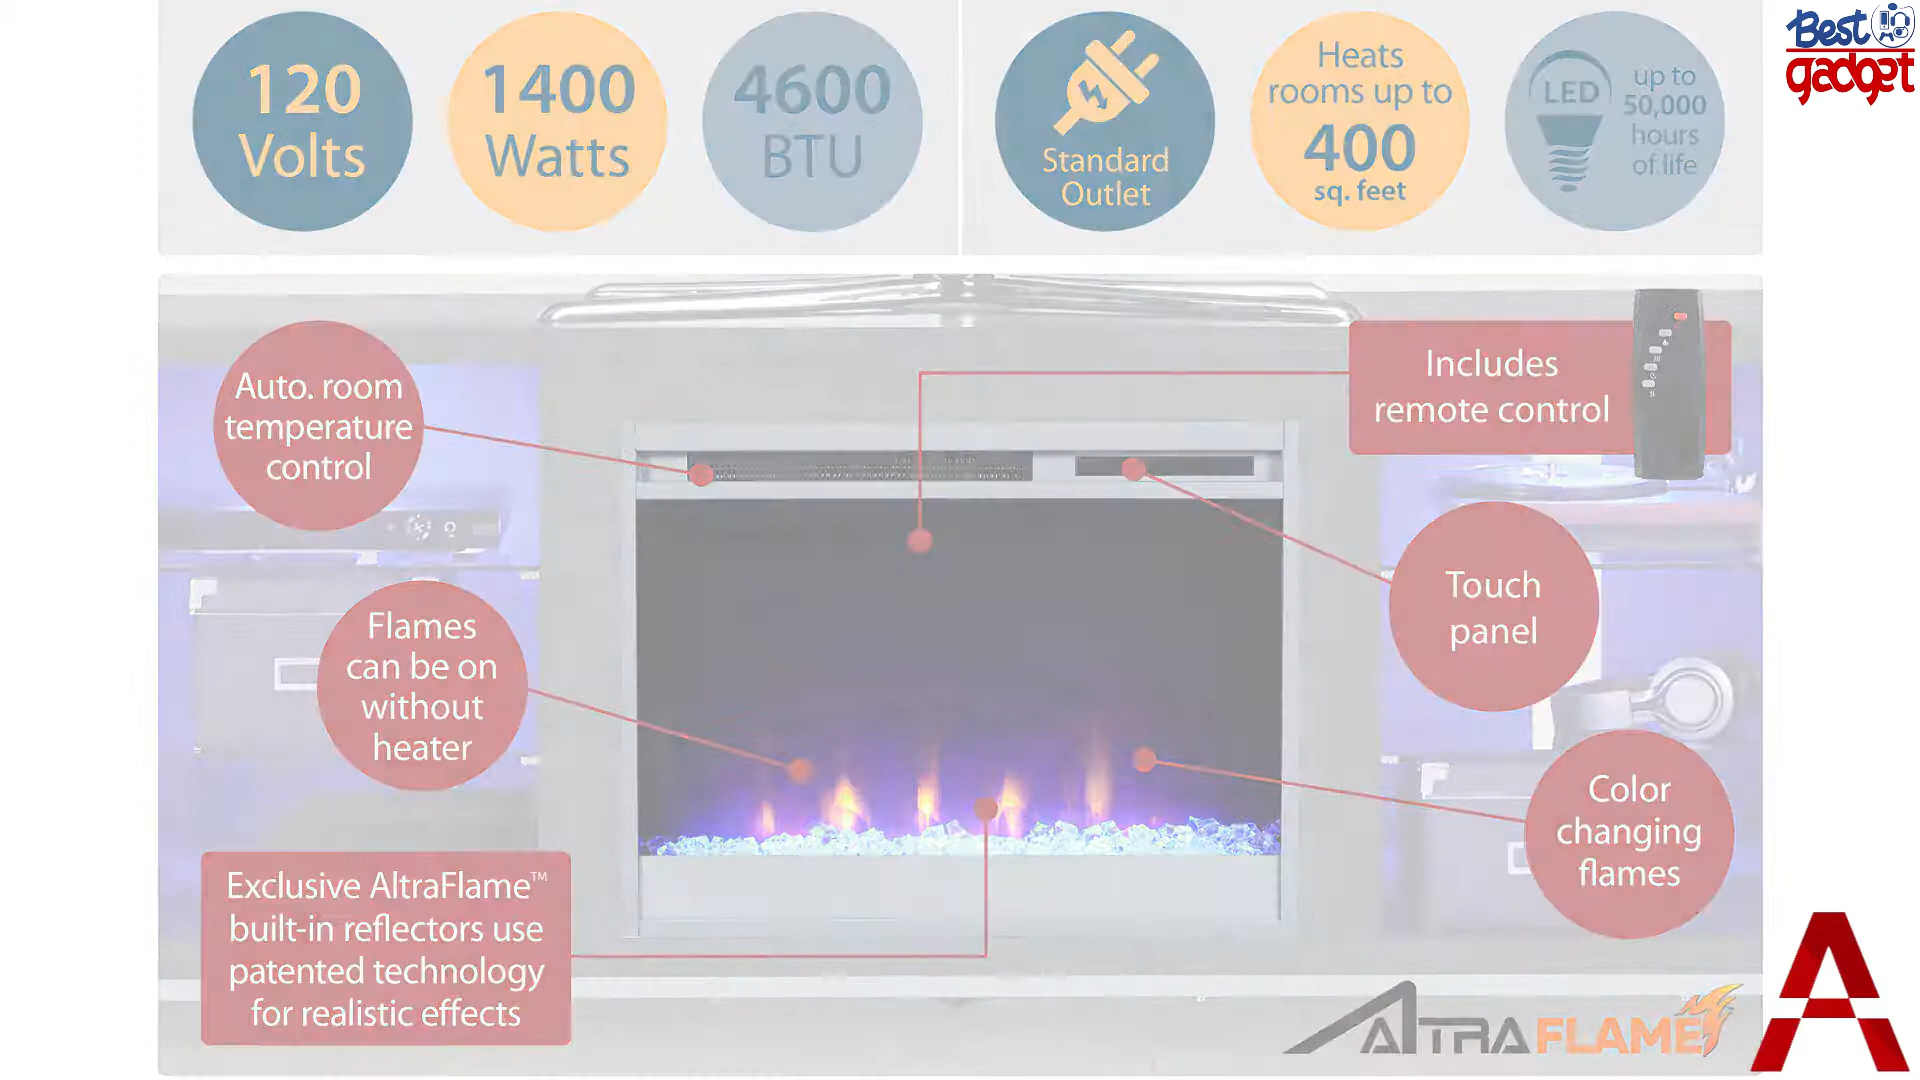 120
Volts
1400
Watts
4600
BTU
Standard
Outlet
Heats
rooms up to
400
sq. feet
LED
up to
50,000
hours
of life
Best
gadget
Auto. room
temperature
control
Includes
remote control
Flames
can be on
without
heater
Touch
panel
Color
changing
flames
Exclusive AltraFlame™
built-in reflectors use
patented technology
for realistic effects
ALTRAFLAME
A